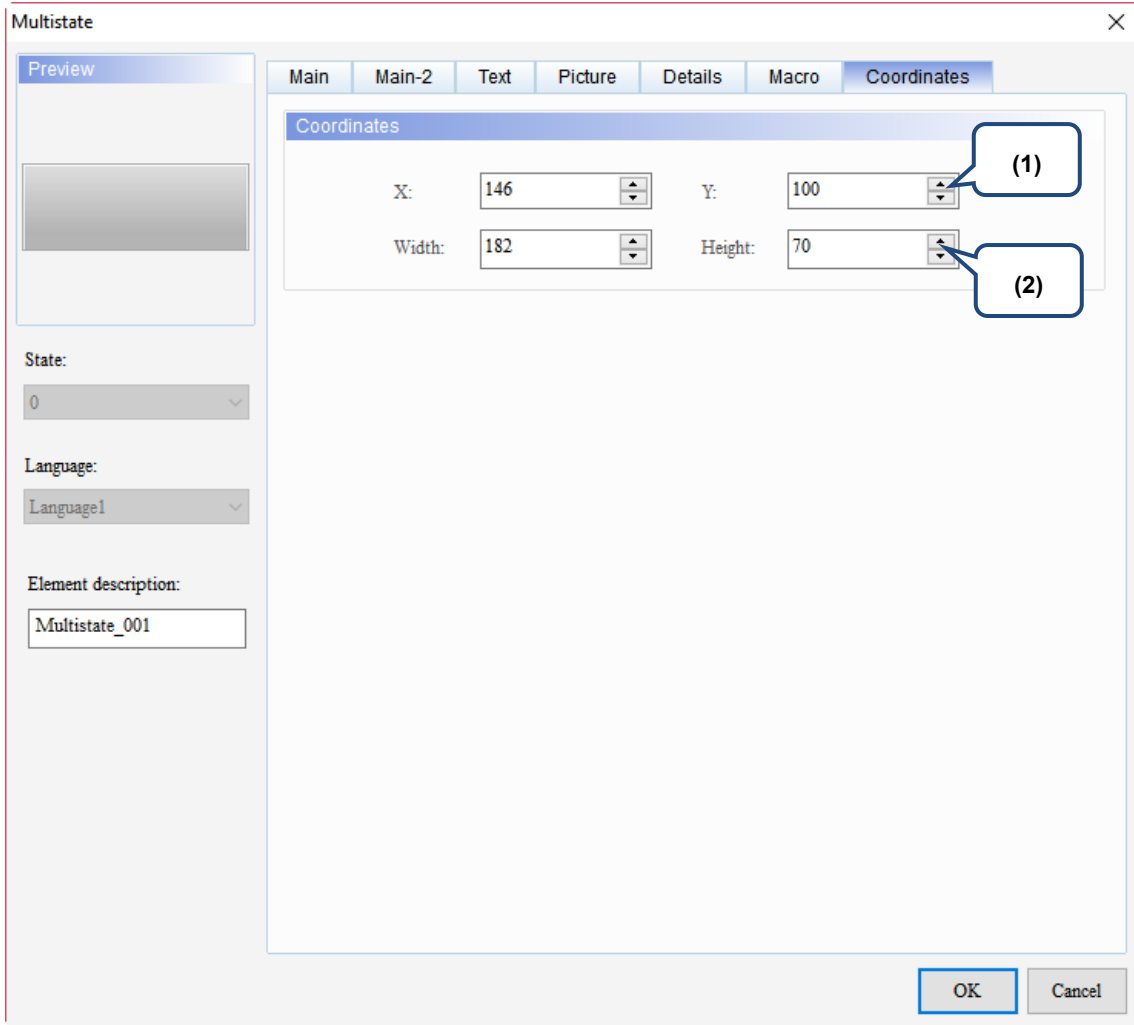 Multistate
Preview
Main Main-2 Text Picture Details Macro Coordinates
Coordinates
X: 146 Y: 100 (1)
Width: 182 Height: 70 (2)
State:
0
Language:
Language1
Element description:
Multistate_001
OK Cancel